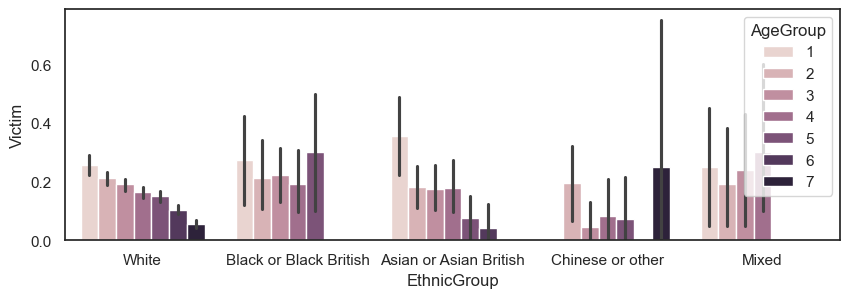 AgeGroup
1
2
3
4
5
6
7
Victim
0.6
0.4
0.2
0.0
White
Black or Black British
Asian or Asian British
Chinese or other
Mixed
EthnicGroup